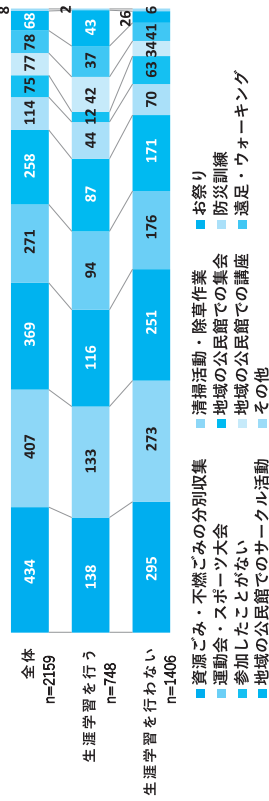 全体 434 407 369 271 258 114 75 77 78 68 8
n=2159
生涯学習を行う 138 133 116 94 87 44 12 42 37 43 2
n=748
生涯学習を行わない 295 273 251 176 171 70 63 34 41 26 6
n=1406
資源ごみ・不燃ごみの分別収集 清掃活動・除草作業 お祭り
運動会・スポーツ大会 地域の公民館での集会 防災訓練
参加したことがない 地域の公民館での講座 遠足・ウォーキング
地域の公民館でのサークル活動 その他